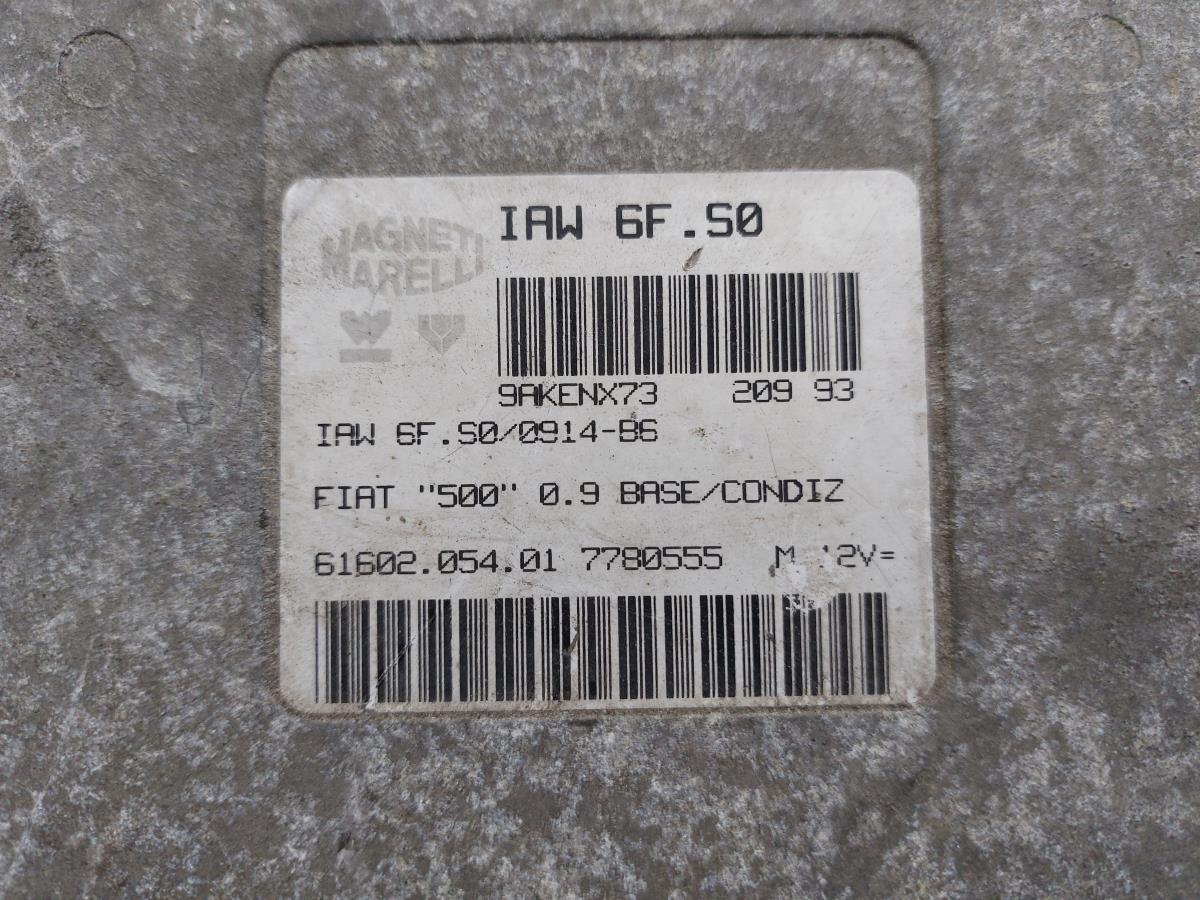 MAGNETI
MARELLI
IAW 6F.S0
9AKENX73 209 93
IAW 6F.S0/0914-B6
FIAT "500" 0.9 BASE/CONDIZ
61602.054.01 7780555 M